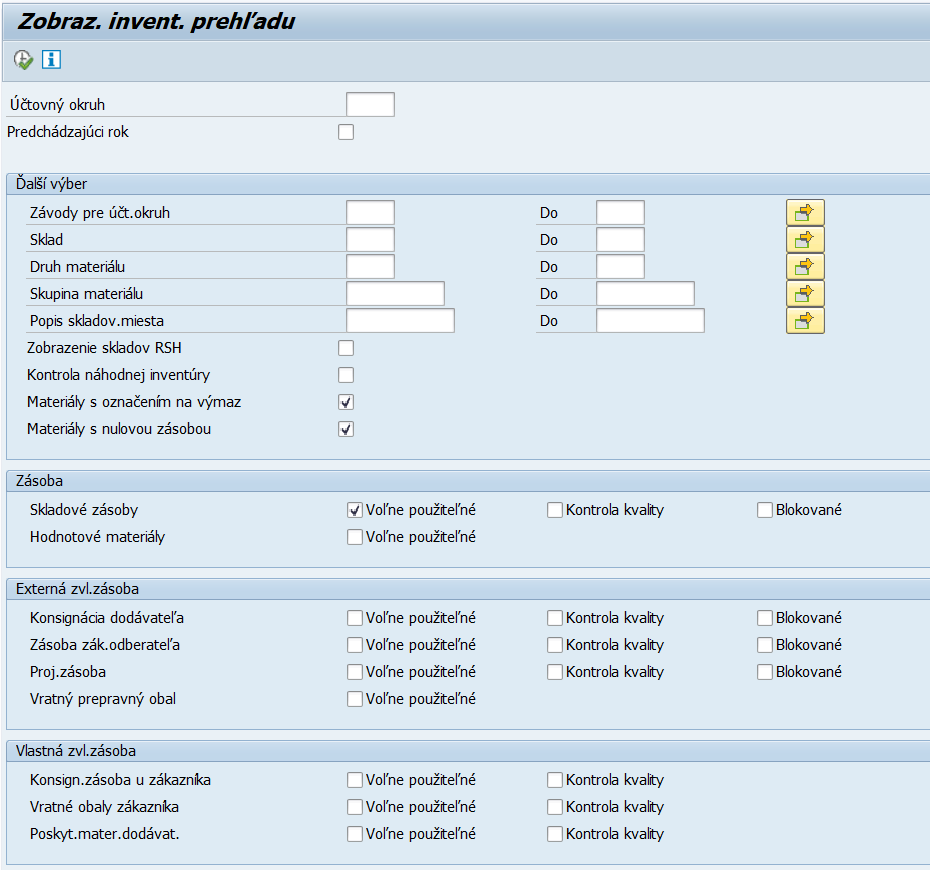 Zobraz. invent. prehľadu
Účtovný okruh
Predchádzajúci rok
Ďalší výber
Závody pre účt.okruh Do
Sklad Do
Druh materiálu Do
Skupina materiálu Do
Popis skladov.miesta Do
Zobrazenie skladov RSH
Kontrola náhodnej inventúry
Materiály s označením na výmaz
Materiály s nulovou zásobou
Zásoba
Skladové zásoby Voľne použiteľné Kontrola kvality Blokované
Hodnotové materiály Voľne použiteľné
Externá zvl.zásoba
Konsignácia dodávateľa Voľne použiteľné Kontrola kvality Blokované
Zásoba zák.odberateľa Voľne použiteľné Kontrola kvality Blokované
Proj.zásoba Voľne použiteľné Kontrola kvality Blokované
Vratný prepravný obal Voľne použiteľné
Vlastná zvl.zásoba
Konsign.zásoba u zákazníka Voľne použiteľné Kontrola kvality
Vratné obaly zákazníka Voľne použiteľné Kontrola kvality
Poskyt.mater.dodávat. Voľne použiteľné Kontrola kvality